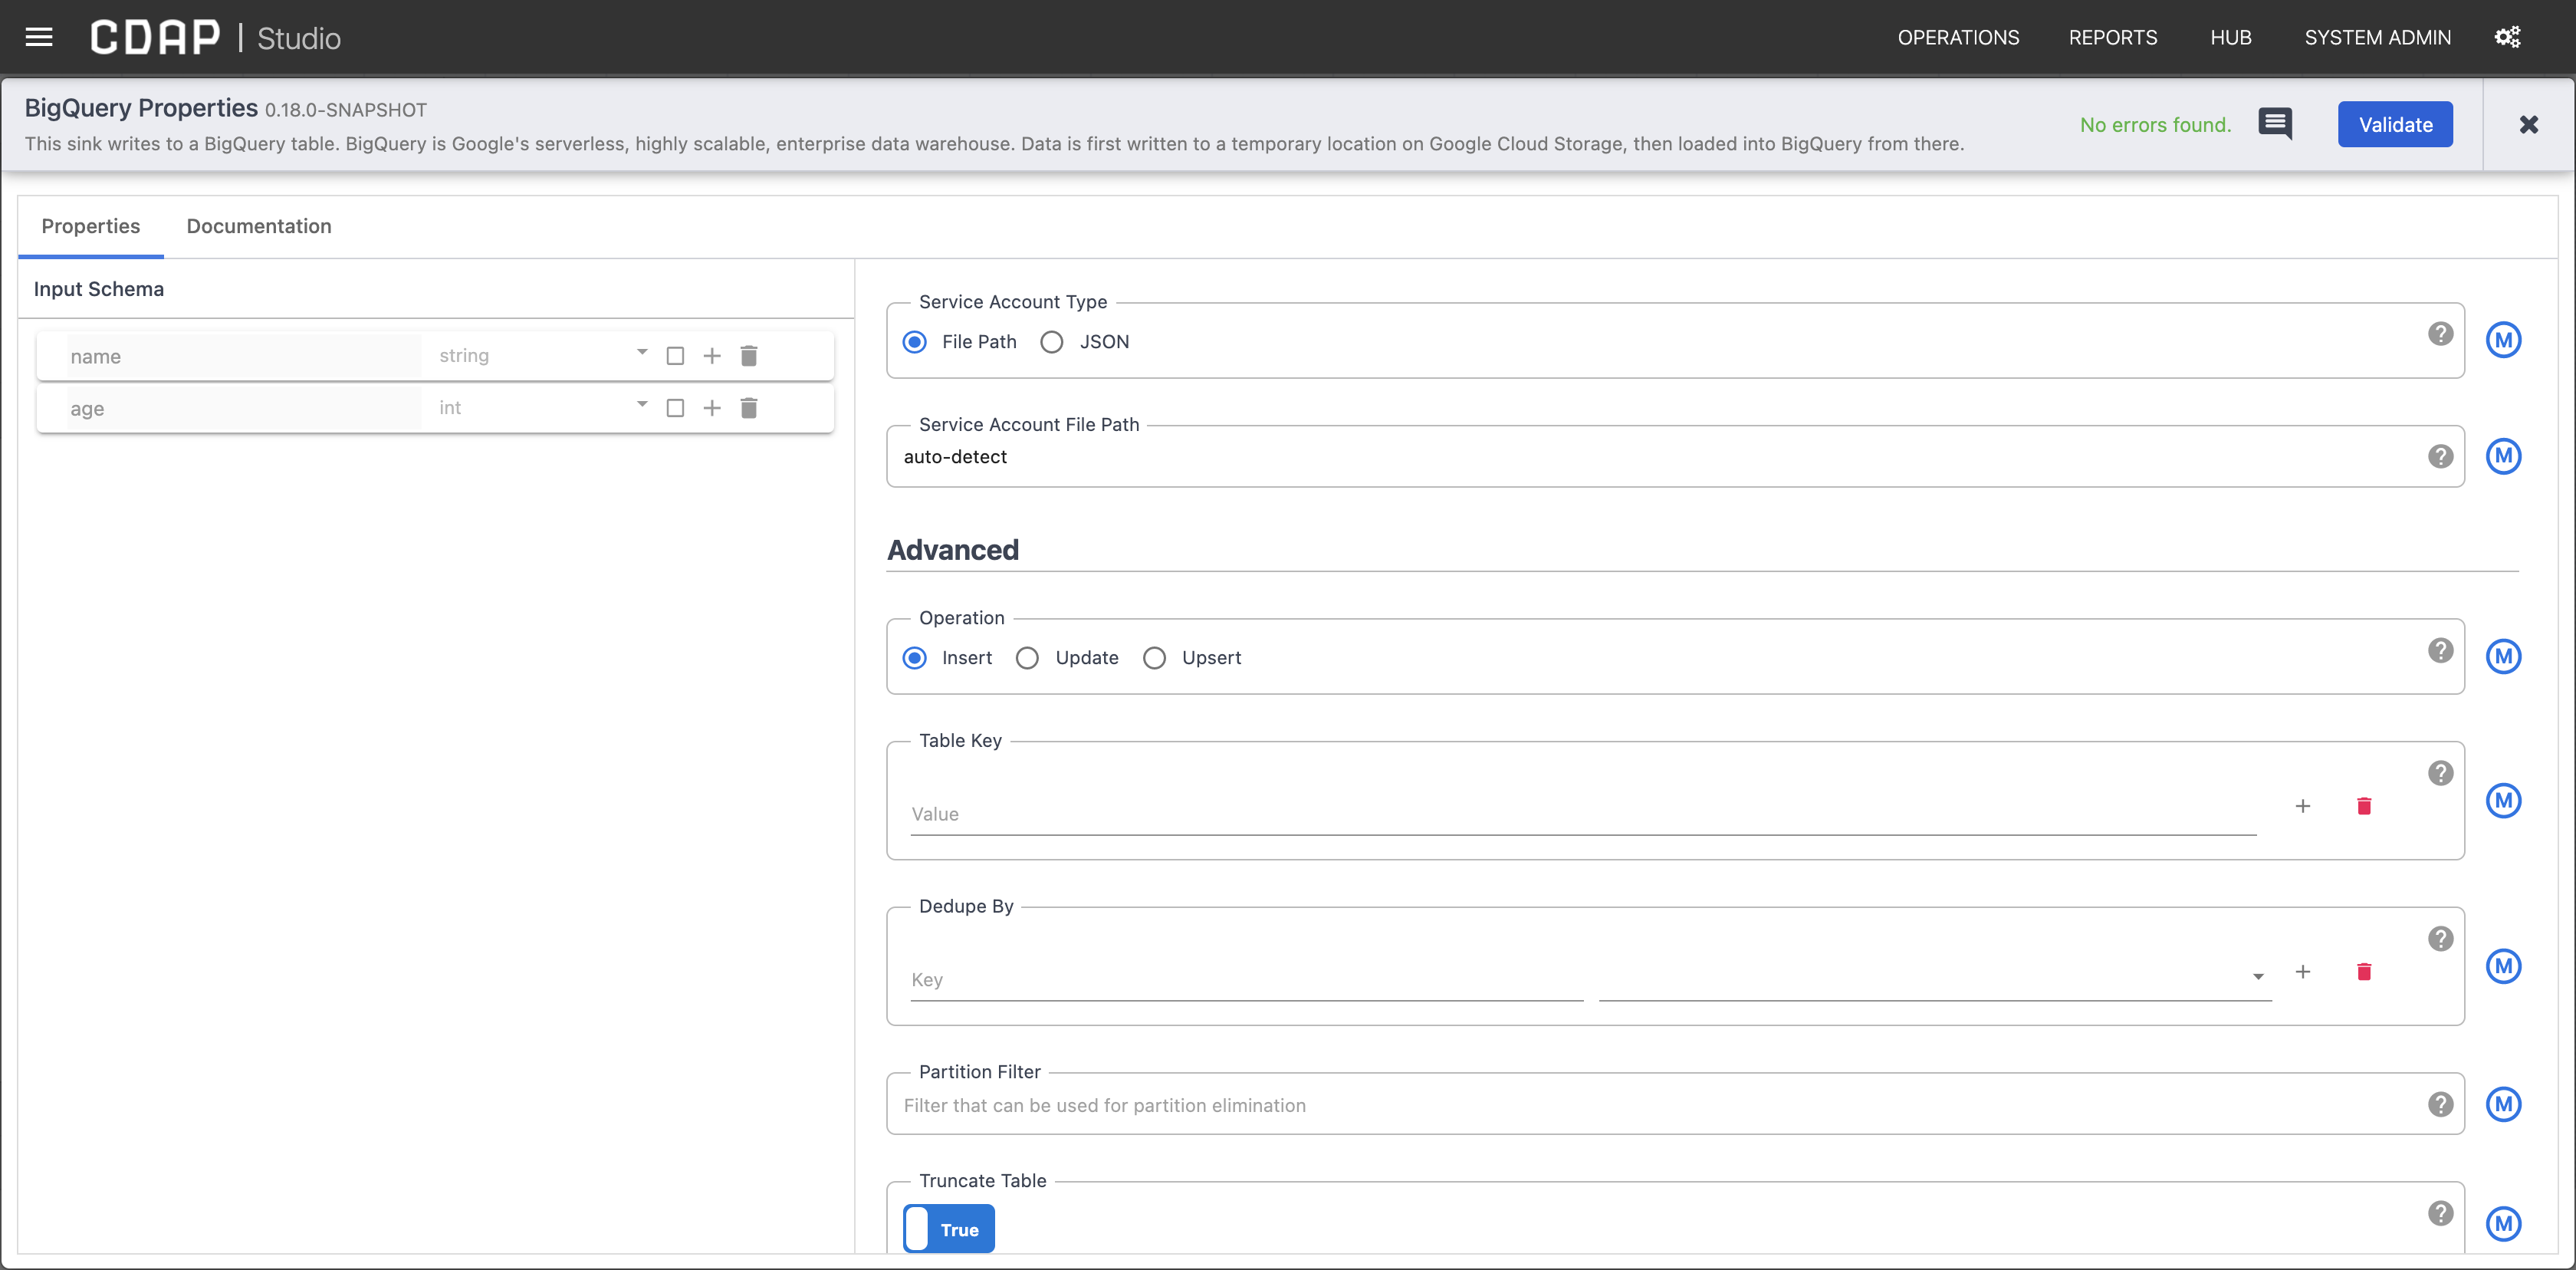 CDAP | Studio
OPERATIONS REPORTS HUB SYSTEM ADMIN
BigQuery Properties 0.18.0-SNAPSHOT
This sink writes to a BigQuery table. BigQuery is Google's serverless, highly scalable, enterprise data warehouse. Data is first written to a temporary location on Google Cloud Storage, then loaded into BigQuery from there.
No errors found.
Validate
Properties Documentation
Input Schema
name string
age int
Service Account Type
File Path JSON
? M
Service Account File Path
auto-detect
? M
Advanced
Operation
Insert Update Upsert
? M
Table Key
Value
? M
Dedupe By
Key
? M
Partition Filter
Filter that can be used for partition elimination
? M
Truncate Table
True
? M